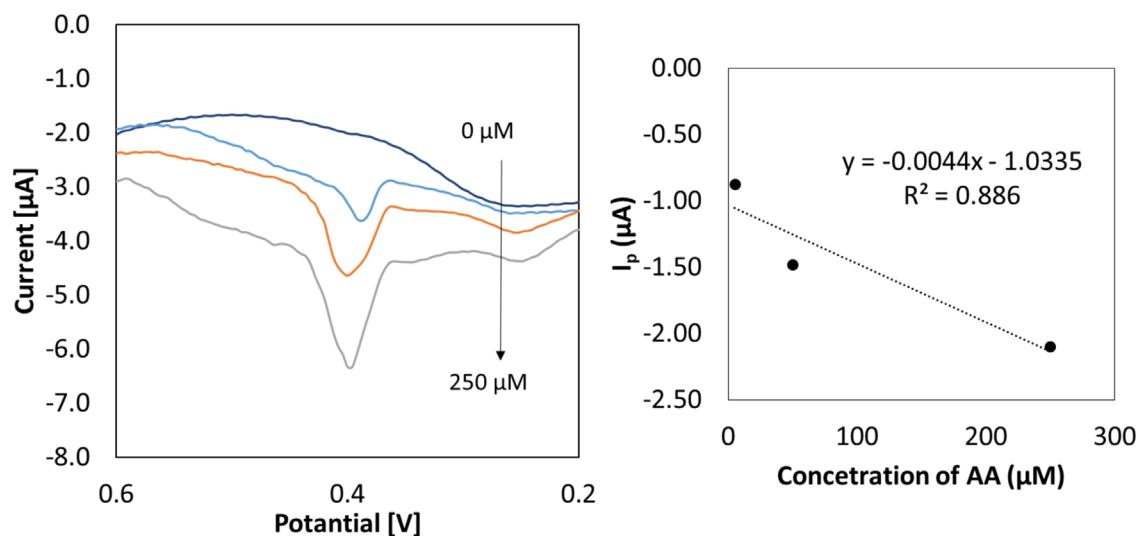 0.0
-1.0
-2.0
-3.0
-4.0
-5.0
-6.0
-7.0
-8.0
Current [µA]
0 µM
250 µM
0.6
0.4
0.2
Potantial [V]
0.00
-0.50
-1.00
-1.50
-2.00
-2.50
Iₚ (µA)
y = -0.0044x - 1.0335
R² = 0.886
0
100
200
300
Concetration of AA (µM)